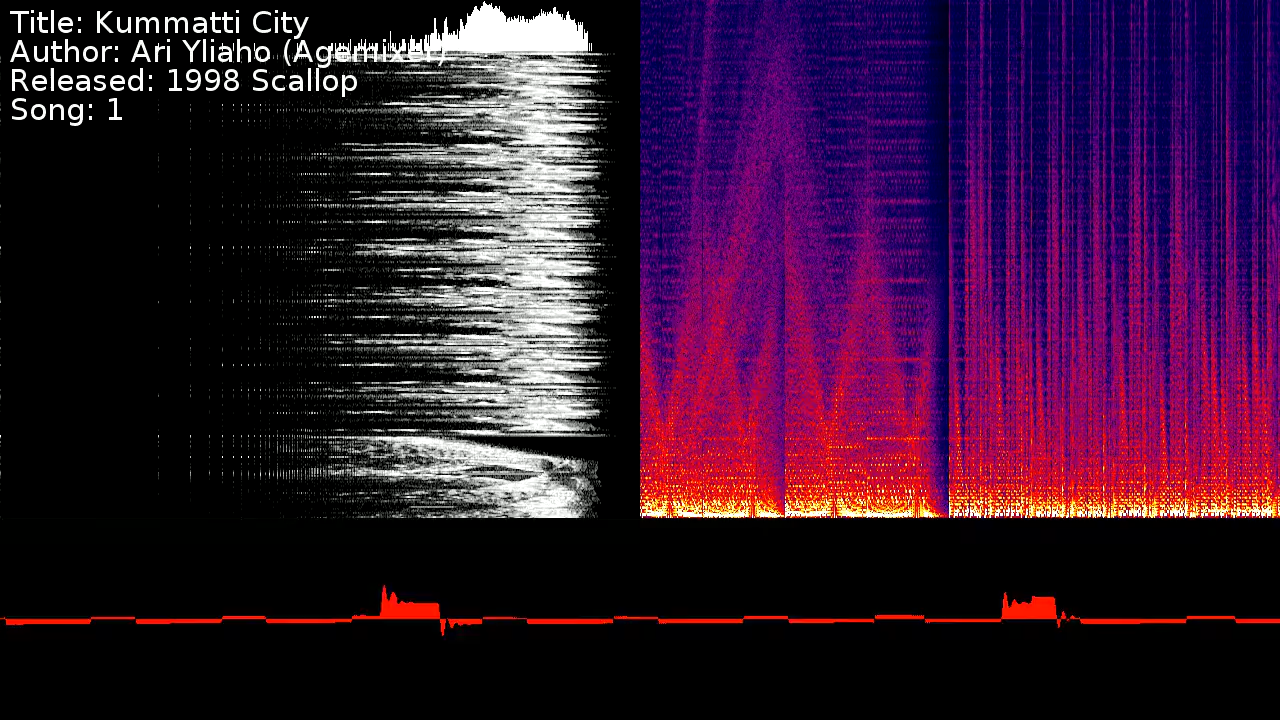 Title: Kummatti City
Author: Ari Yliaho (Agemixer)
Released: 1998 Scallop
Song: 1